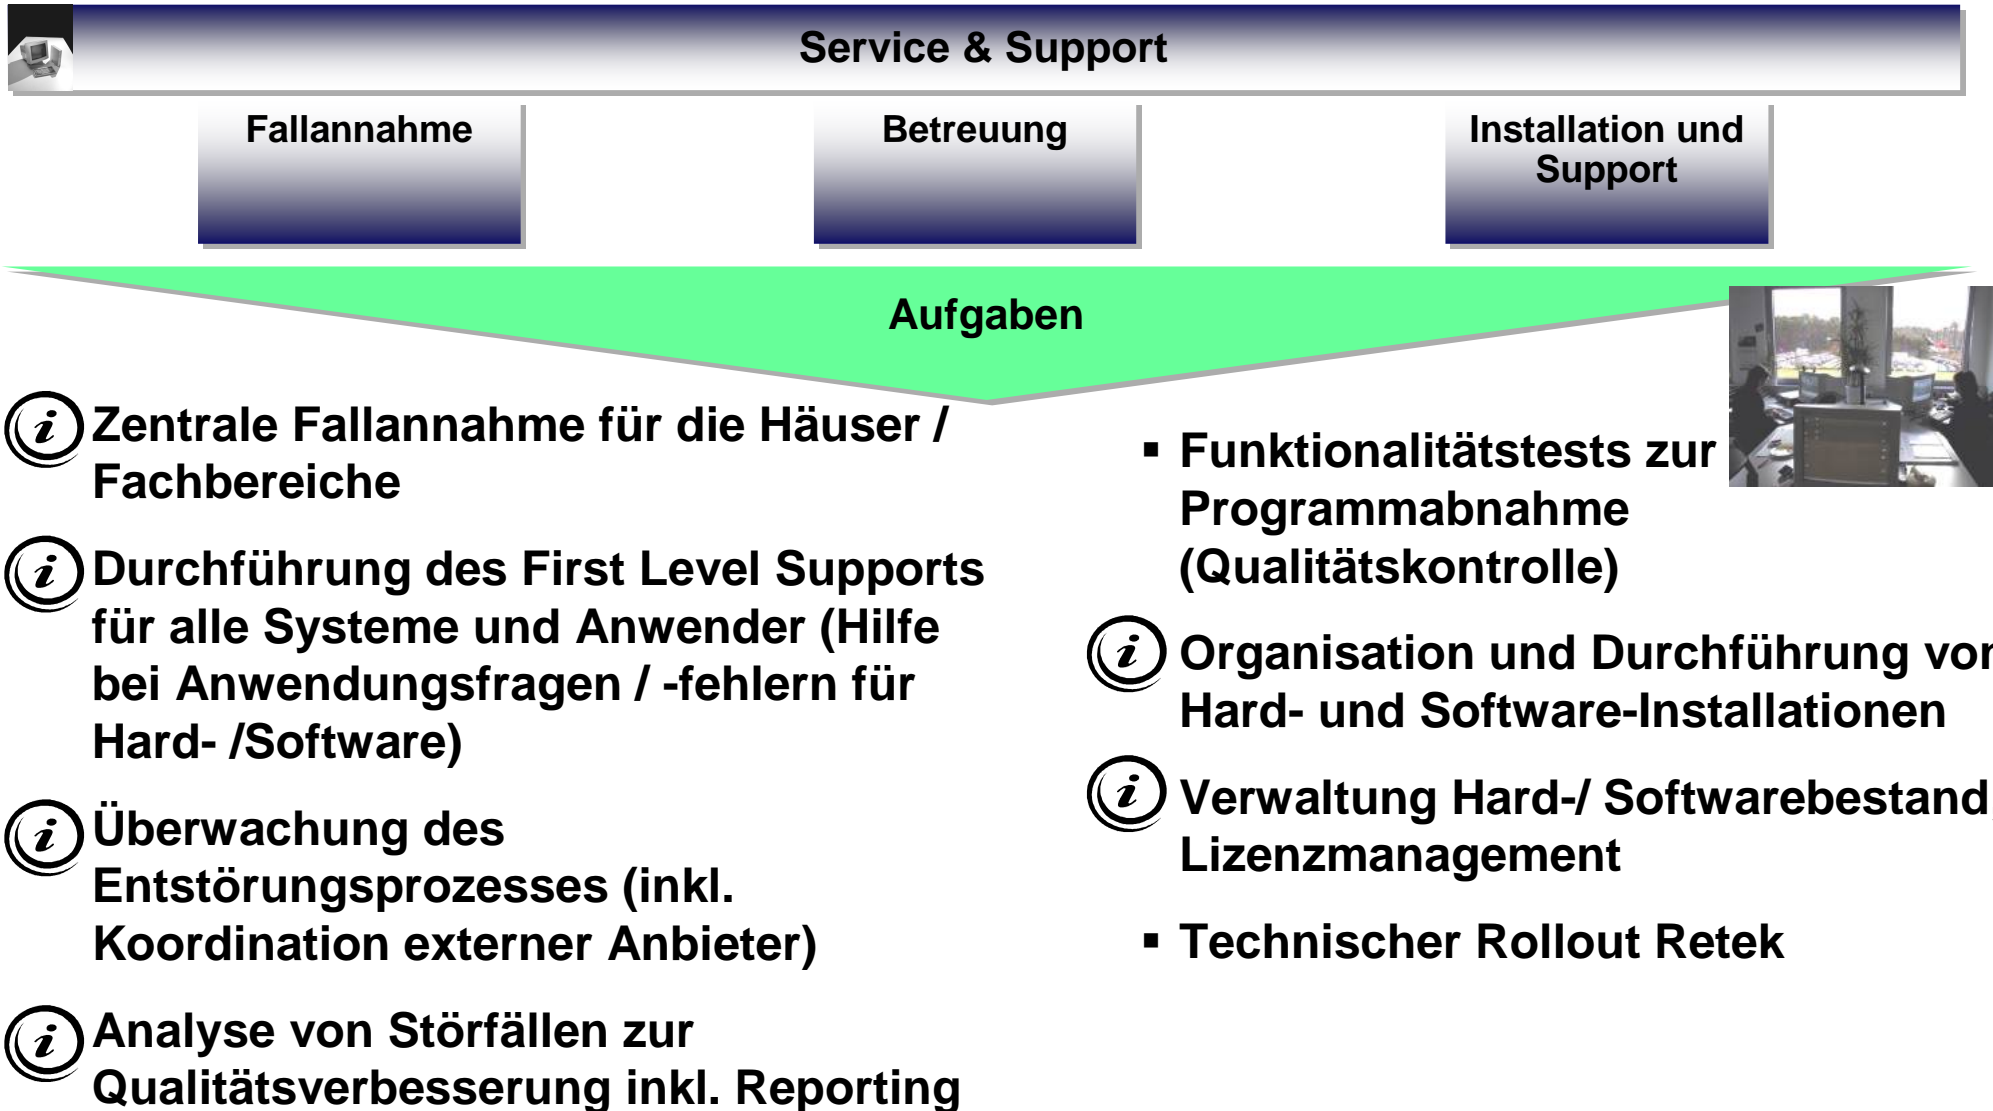 Service & Support
Fallannahme
Betreuung
Installation und
Support
Aufgaben
Zentrale Fallannahme für die Häuser /
Fachbereiche
Durchführung des First Level Supports
für alle Systeme und Anwender (Hilfe
bei Anwendungsfragen / -fehlern für
Hard- /Software)
Überwachung des
Entstörungsprozesses (inkl.
Koordination externer Anbieter)
Analyse von Störfällen zur
Qualitätsverbesserung inkl. Reporting
▪ Funktionalitätstests zur
Programmabnahme
(Qualitätskontrolle)
Organisation und Durchführung von
Hard- und Software-Installationen
Verwaltung Hard-/ Softwarebestand,
Lizenzmanagement
▪ Technischer Rollout Retek